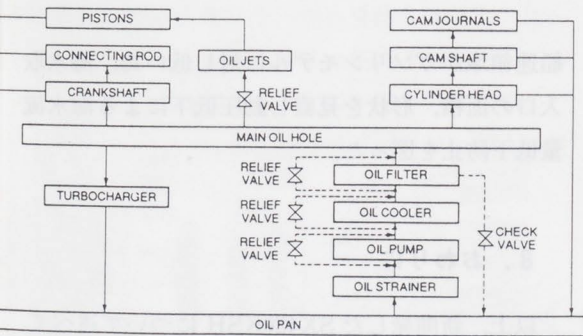 PISTONS
CAM JOURNALS
CONNECTING ROD
OIL JETS
CAM SHAFT
CRANKSHAFT
RELIEF
VALVE
CYLINDER HEAD
MAIN OIL HOLE
RELIEF
VALVE
OIL FILTER
TURBOCHARGER
RELIEF
VALVE
OIL COOLER
CHECK
VALVE
RELIEF
VALVE
OIL PUMP
OIL STRAINER
OIL PAN